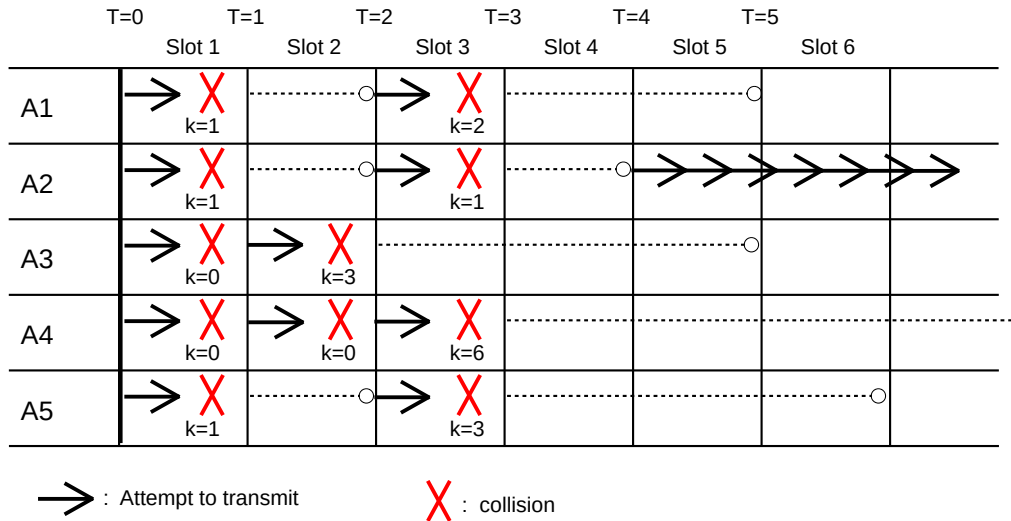 T=0 T=1 T=2 T=3 T=4 T=5
Slot 1 Slot 2 Slot 3 Slot 4 Slot 5 Slot 6
A1
k=1 k=2
A2
k=1 k=1
A3
k=0 k=3
A4
k=0 k=0 k=6
A5
k=1 k=3
: Attempt to transmit : collision